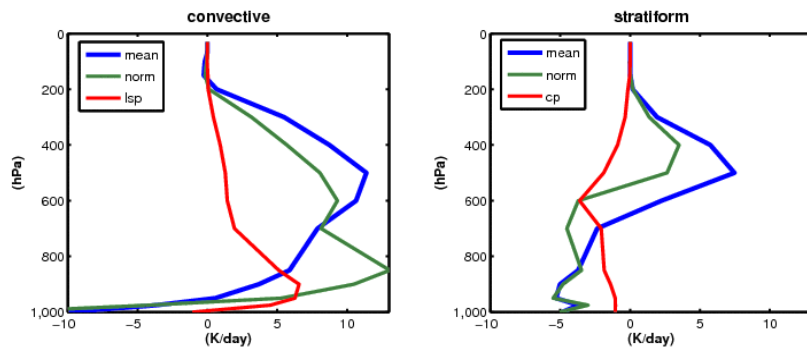 convective
0
200
400
600
800
1,000
(hPa)
mean
norm
lsp
-10
-5
0
5
10
(K/day)
stratiform
0
200
400
600
800
1,000
(hPa)
mean
norm
cp
-10
-5
0
5
10
(K/day)